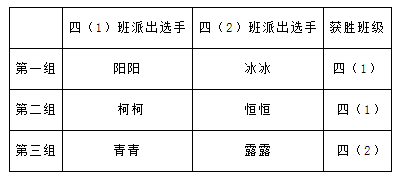 四（1）班派出选手 四（2）班派出选手 获胜班级
第一组 阳阳 冰冰 四（1）
第二组 柯柯 恒恒 四（1）
第三组 青青 露露 四（2）